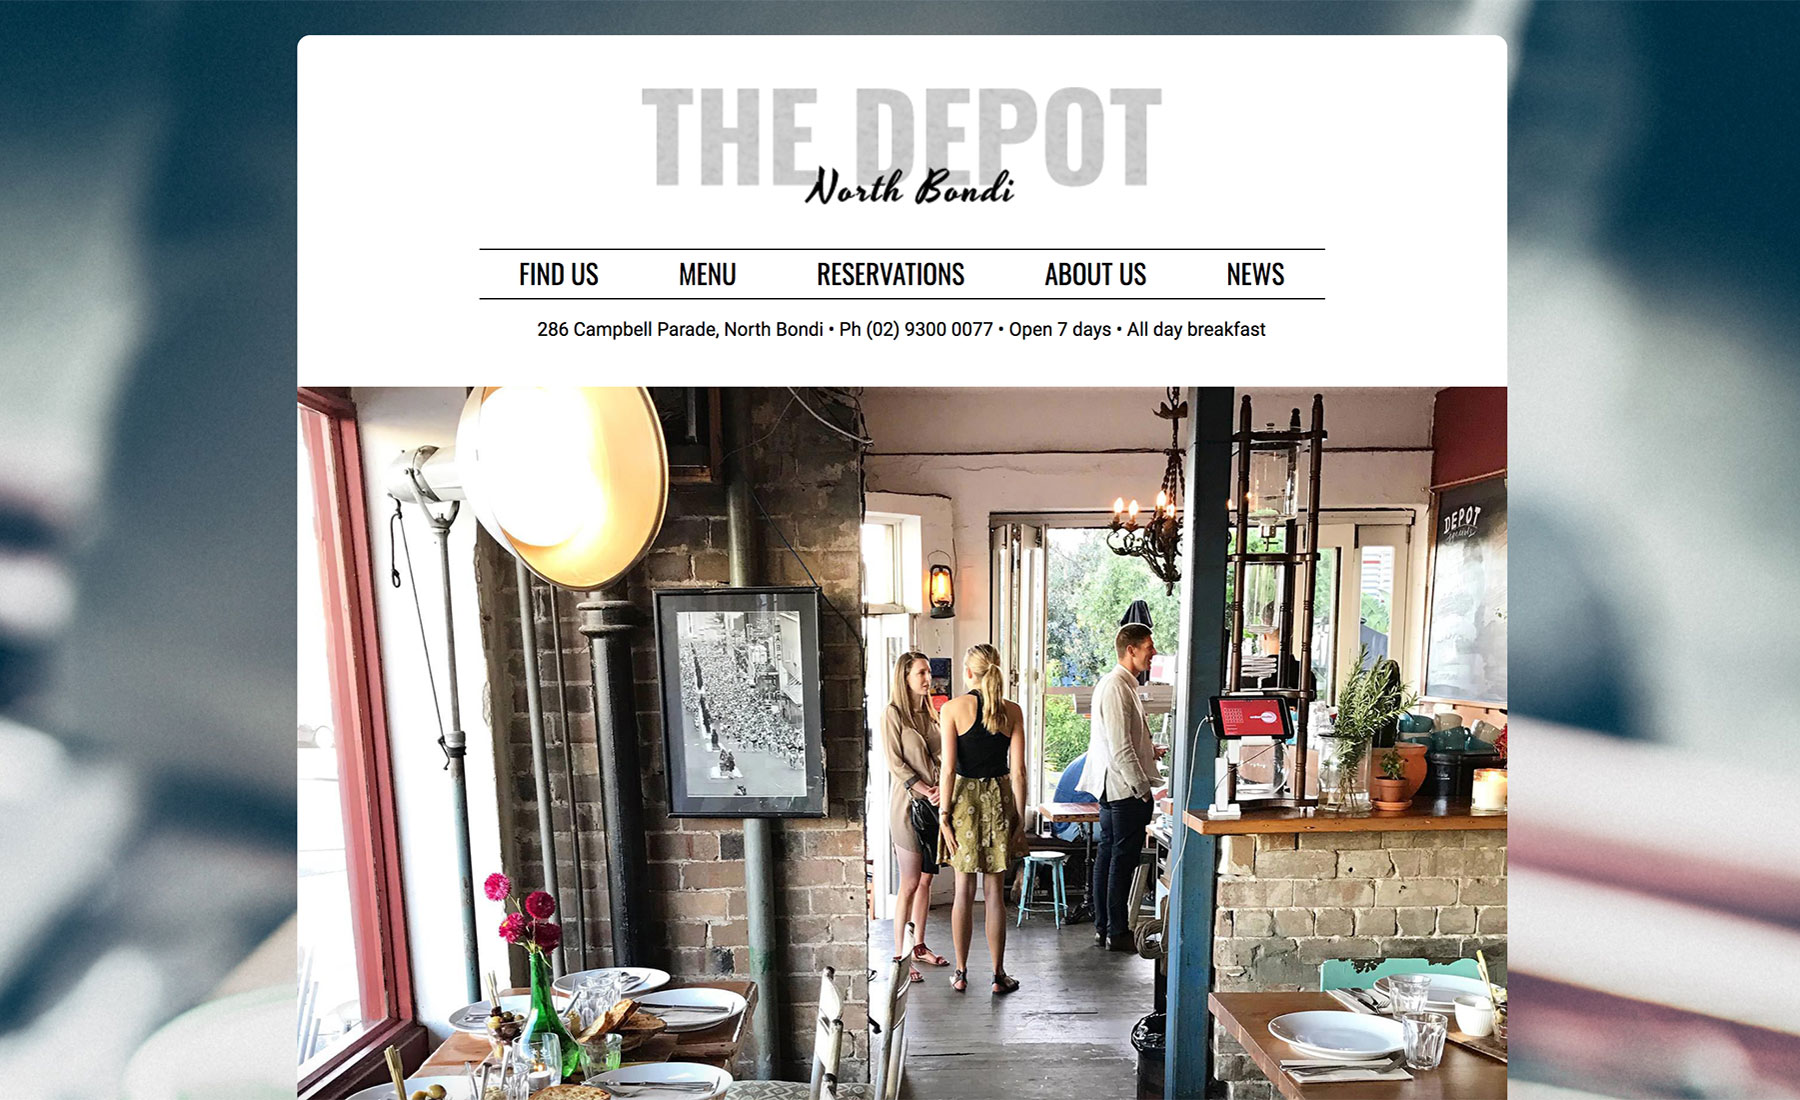 THE DEPOT
North Bondi
FIND US MENU RESERVATIONS ABOUT US NEWS
286 Campbell Parade, North Bondi • Ph (02) 9300 0077 • Open 7 days • All day breakfast
DEPOT